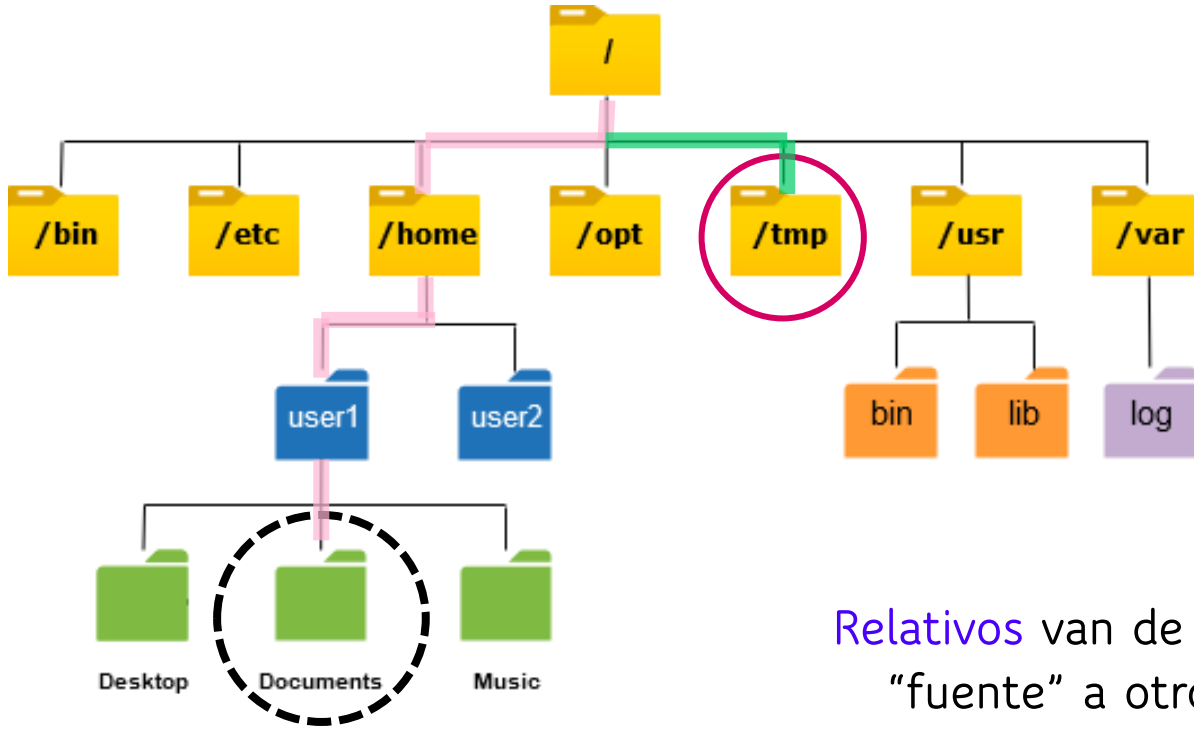 /
/bin /etc /home /opt /tmp /usr /var
user1 user2 bin lib log
Desktop Documents Music
Relativos van de
“fuente” a otro